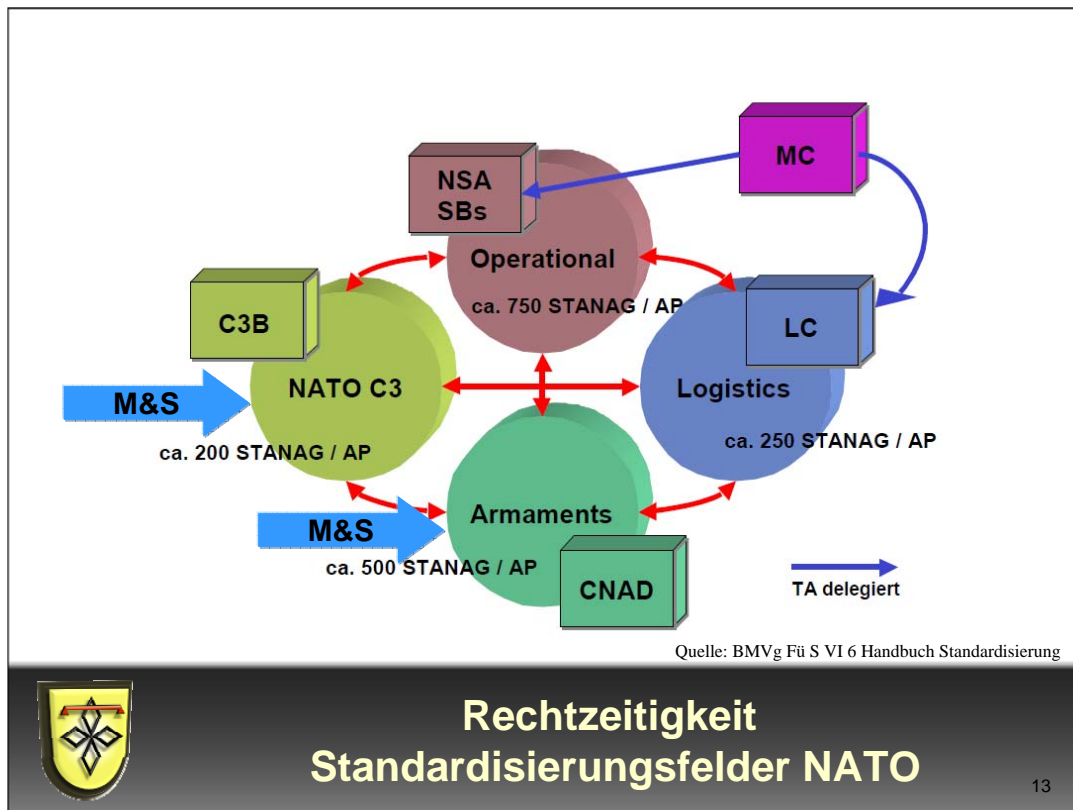 MC
NSA
SBs
Operational
ca. 750 STANAG / AP
C3B
LC
NATO C3
Logistics
M&S
ca. 200 STANAG / AP
ca. 250 STANAG / AP
Armaments
M&S
ca. 500 STANAG / AP
CNAD
TA delegiert
Quelle: BMVg Fü S VI 6 Handbuch Standardisierung
Rechtzeitigkeit
Standardisierungsfelder NATO
13